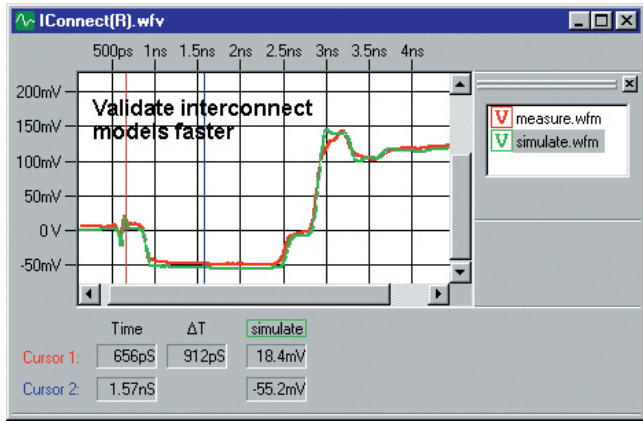 IConnect(R).wfv
500ps 1ns 1.5ns 2ns 2.5ns 3ns 3.5ns 4ns
200mV
150mV
100mV
50mV
0 V
-50mV
Validate interconnect
models faster
V measure.wfm
V simulate.wfm
Time ΔT simulate
Cursor 1: 656pS 912pS 18.4mV
Cursor 2: 1.57nS -55.2mV